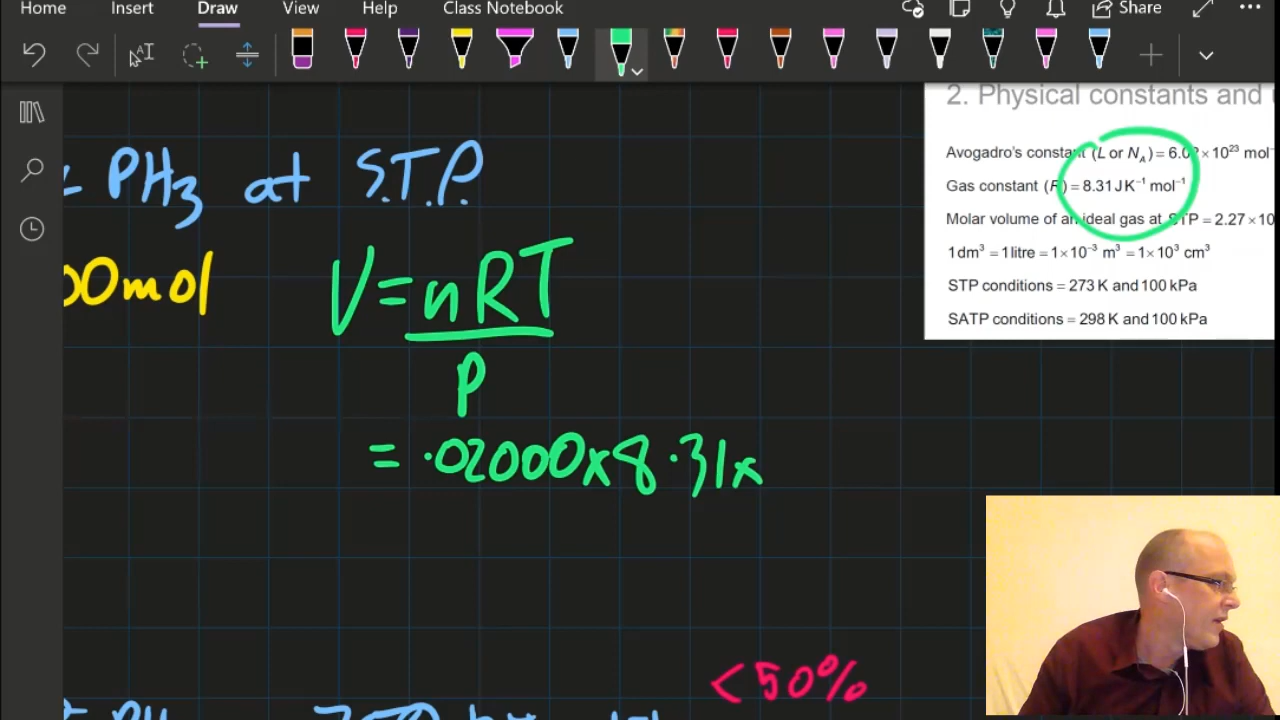 Home Insert Draw View Help Class Notebook Share
2. Physical constants and
Avogadro's constant (L or NA) = 6.02 × 10²³ mol⁻
Gas constant (R) = 8.31 J K⁻¹ mol⁻¹
Molar volume of an ideal gas at STP = 2.27 × 10
1 dm³ = 1 litre = 1 × 10⁻³ m³ = 1 × 10³ cm³
STP conditions = 273 K and 100 kPa
SATP conditions = 298 K and 100 kPa
PH₃ at S.T.P.
00mol
V = nRT
P
= .02000 x 8.31 x
<50%